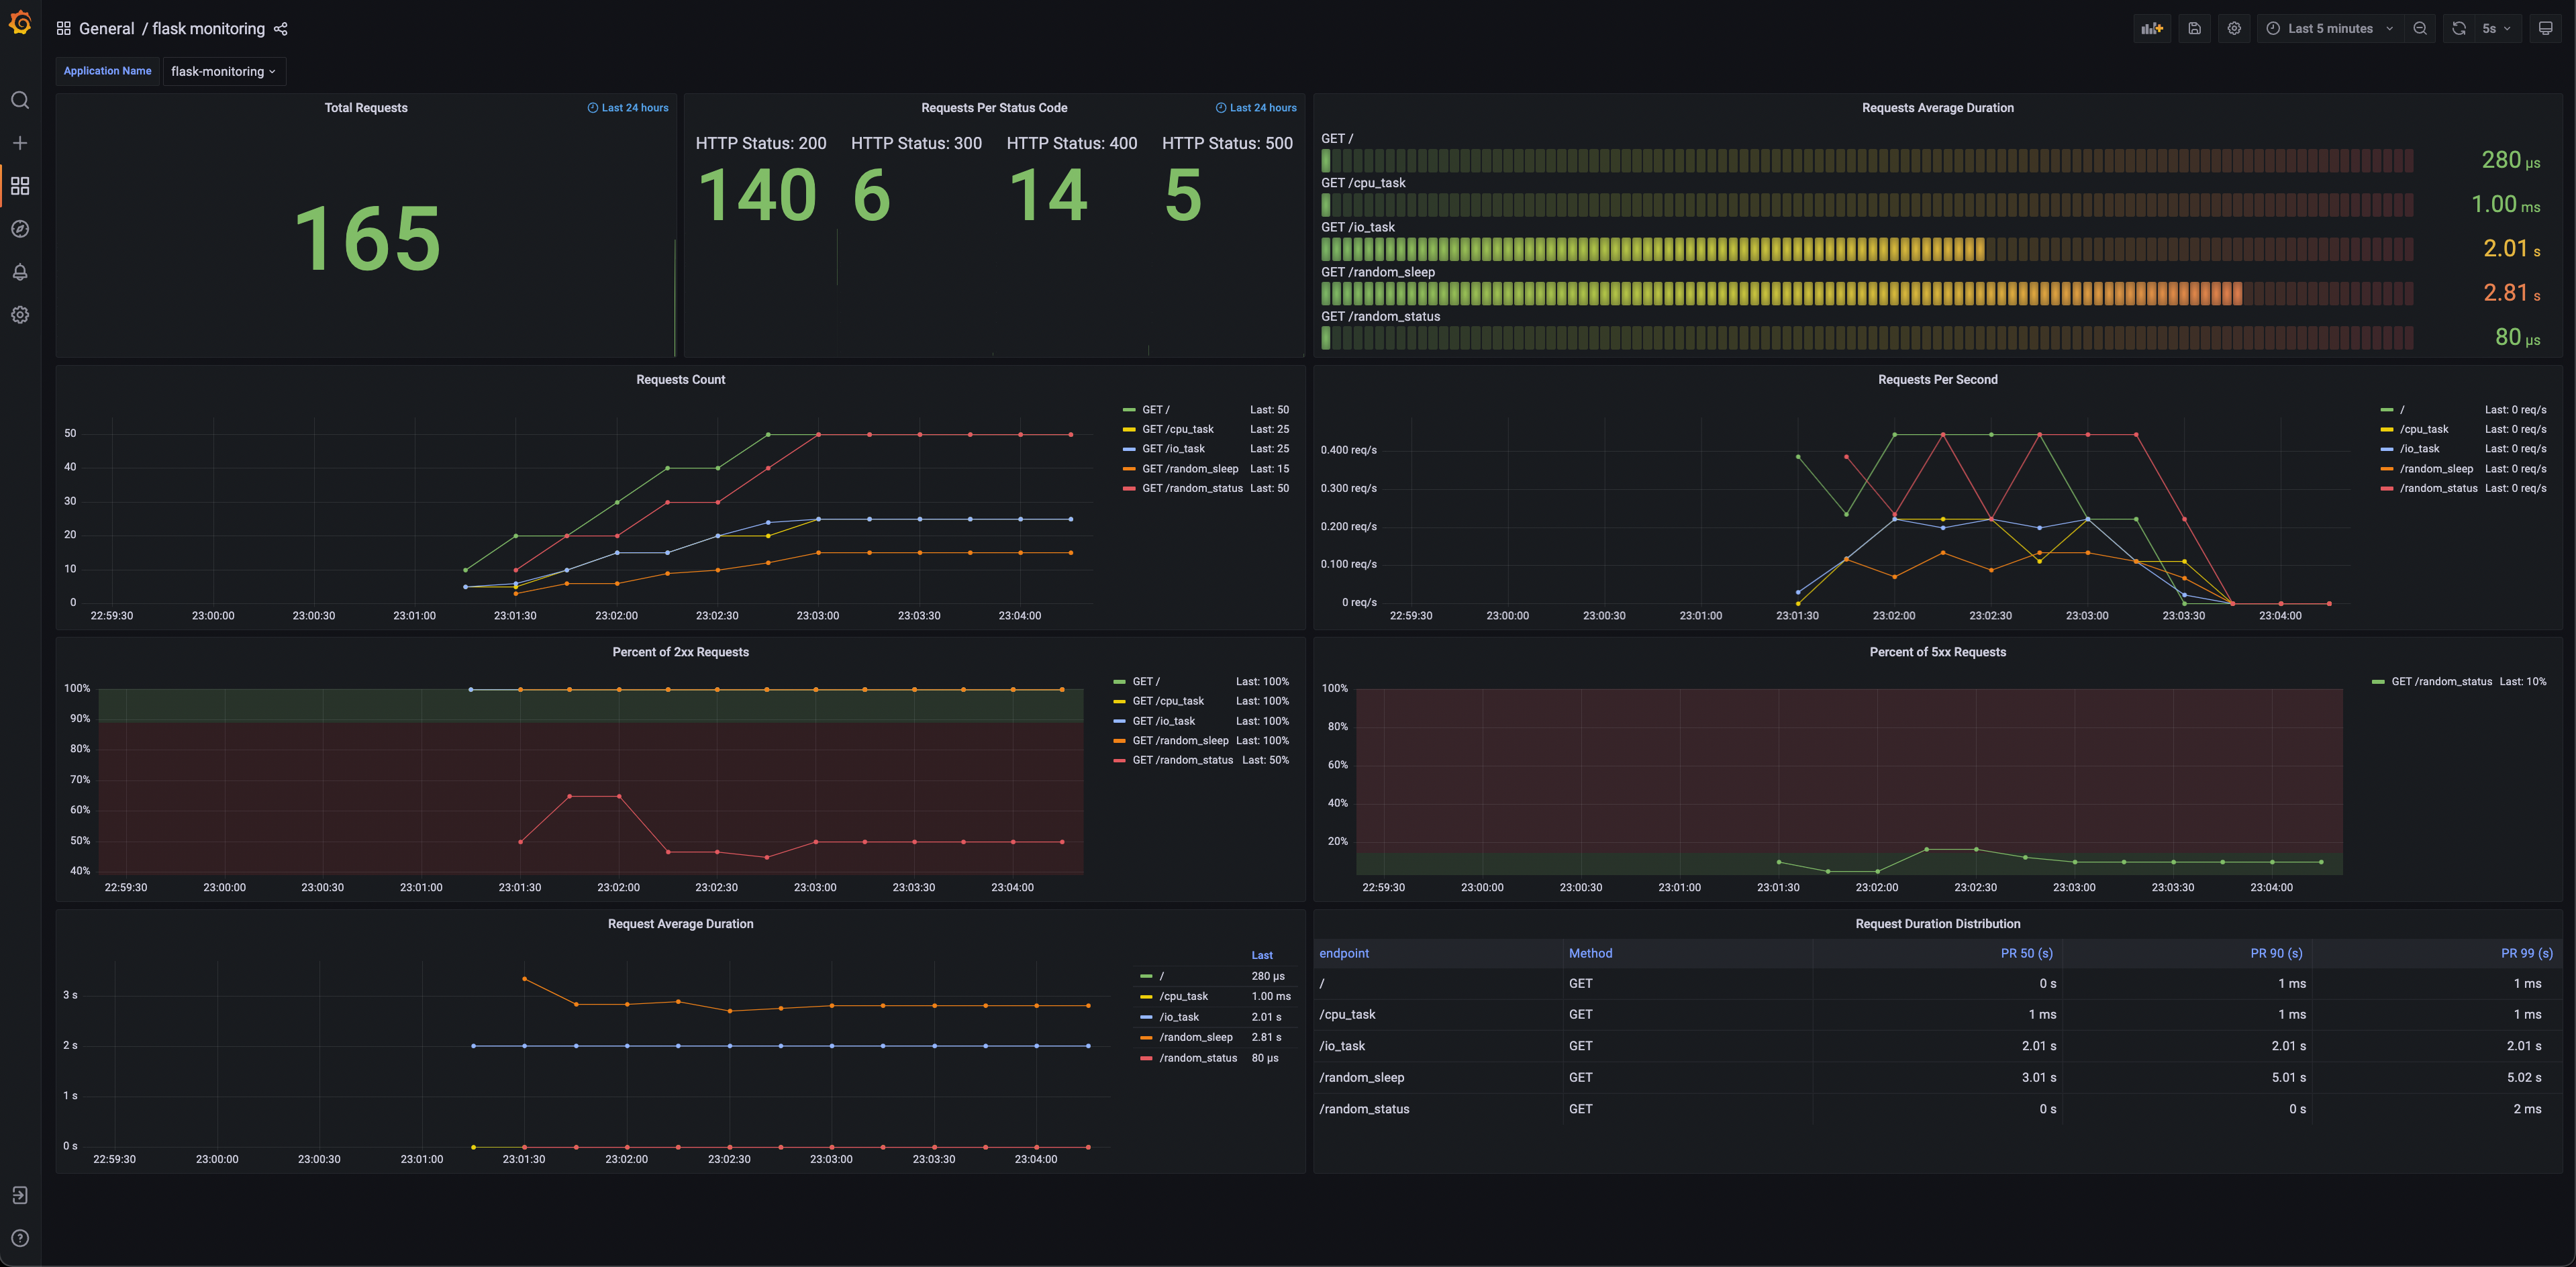 General / flask monitoring
Last 5 minutes
5s
Application Name
flask-monitoring
Total Requests
Last 24 hours
165
Requests Per Status Code
Last 24 hours
HTTP Status: 200 HTTP Status: 300 HTTP Status: 400 HTTP Status: 500
140 6 14 5
Requests Average Duration
GET /
280 µs
GET /cpu_task
1.00 ms
GET /io_task
2.01 s
GET /random_sleep
2.81 s
GET /random_status
80 µs
Requests Count
50
40
30
20
10
0
22:59:30 23:00:00 23:00:30 23:01:00 23:01:30 23:02:00 23:02:30 23:03:00 23:03:30 23:04:00
GET / Last: 50
GET /cpu_task Last: 25
GET /io_task Last: 25
GET /random_sleep Last: 15
GET /random_status Last: 50
Requests Per Second
0.400 req/s
0.300 req/s
0.200 req/s
0.100 req/s
0 req/s
22:59:30 23:00:00 23:00:30 23:01:00 23:01:30 23:02:00 23:02:30 23:03:00 23:03:30 23:04:00
/ Last: 0 req/s
/cpu_task Last: 0 req/s
/io_task Last: 0 req/s
/random_sleep Last: 0 req/s
/random_status Last: 0 req/s
Percent of 2xx Requests
100%
90%
80%
70%
60%
50%
40%
22:59:30 23:00:00 23:00:30 23:01:00 23:01:30 23:02:00 23:02:30 23:03:00 23:03:30 23:04:00
GET / Last: 100%
GET /cpu_task Last: 100%
GET /io_task Last: 100%
GET /random_sleep Last: 100%
GET /random_status Last: 50%
Percent of 5xx Requests
100%
80%
60%
40%
20%
22:59:30 23:00:00 23:00:30 23:01:00 23:01:30 23:02:00 23:02:30 23:03:00 23:03:30 23:04:00
GET /random_status Last: 10%
Request Average Duration
3 s
2 s
1 s
0 s
22:59:30 23:00:00 23:00:30 23:01:00 23:01:30 23:02:00 23:02:30 23:03:00 23:03:30 23:04:00
Last
/ 280 µs
/cpu_task 1.00 ms
/io_task 2.01 s
/random_sleep 2.81 s
/random_status 80 µs
Request Duration Distribution
endpoint Method PR 50 (s) PR 90 (s) PR 99 (s)
/ GET 0 s 1 ms 1 ms
/cpu_task GET 1 ms 1 ms 1 ms
/io_task GET 2.01 s 2.01 s 2.01 s
/random_sleep GET 3.01 s 5.01 s 5.02 s
/random_status GET 0 s 0 s 2 ms